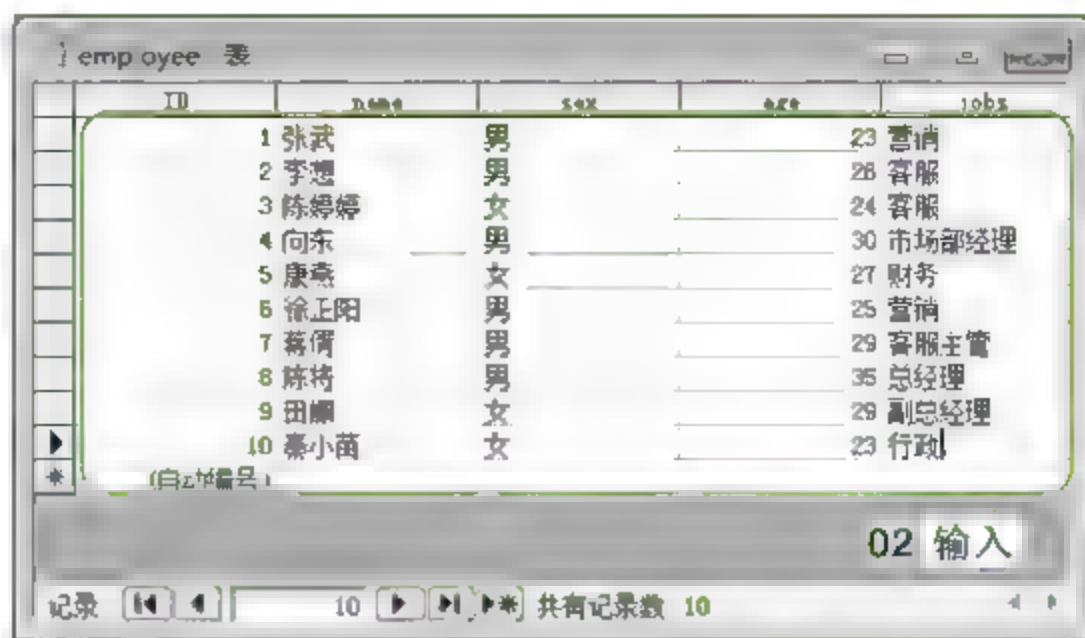 employee 表
ID name sex age jobs
1 张武 男 23 营销
2 李想 男 26 客服
3 陈婷婷 女 24 客服
4 向东 男 30 市场部经理
5 康燕 女 27 财务
6 徐正阳 男 25 营销
7 蒋倩 男 29 客服主管
8 陈将 男 35 总经理
9 田 女 29 副总经理
10 秦小苗 女 23 行政
(自动编号)
02 输入
记录 10 共有记录数 10